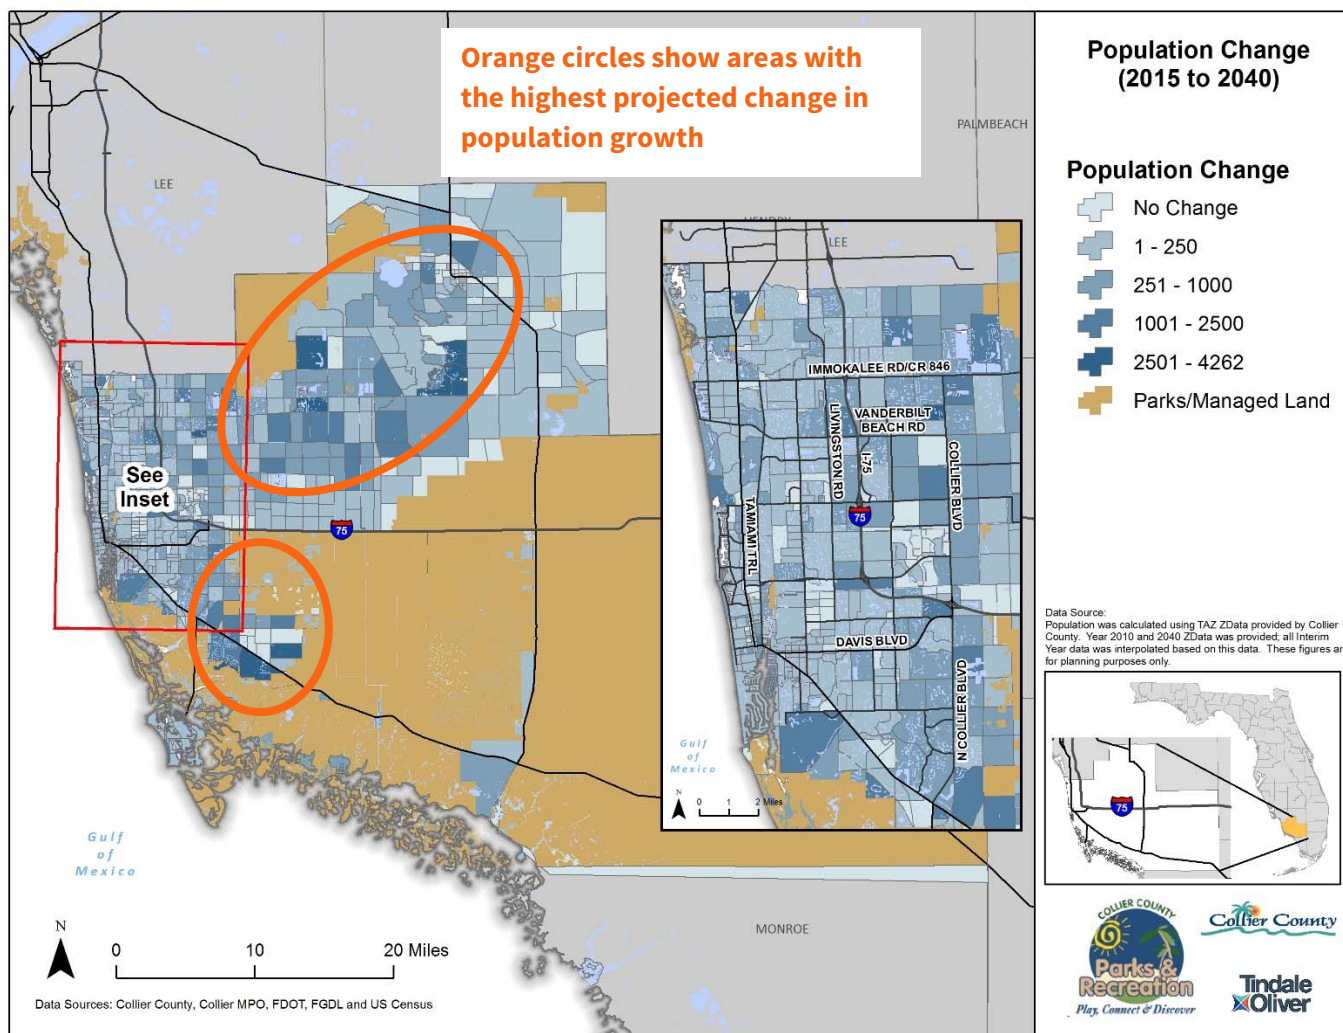 Orange circles show areas with
the highest projected change in
population growth
Population Change
(2015 to 2040)
Population Change
No Change
1 - 250
251 - 1000
1001 - 2500
2501 - 4262
Parks/Managed Land
PALMBEACH
LEE
HENDRY
LEE
IMMOKALEE RD/CR 846
VANDERBILT
BEACH RD
LIVINGSTON RD
I-75
COLLIER BLVD
TAMIAMI TRL
75
DAVIS BLVD
N COLLIER BLVD
Gulf
of
Mexico
N
0 1 2 Miles
See
Inset
75
Gulf
of
Mexico
MONROE
N
0 10 20 Miles
Data Sources: Collier County, Collier MPO, FDOT, FGDL and US Census
Data Source:
Population was calculated using TAZ ZData provided by Collier
County. Year 2010 and 2040 ZData was provided; all Interim
Year data was interpolated based on this data. These figures ar
for planning purposes only.
75
COLLIER COUNTY
Parks &
Recreation
Play, Connect & Discover
Collier County
Tindale
Oliver